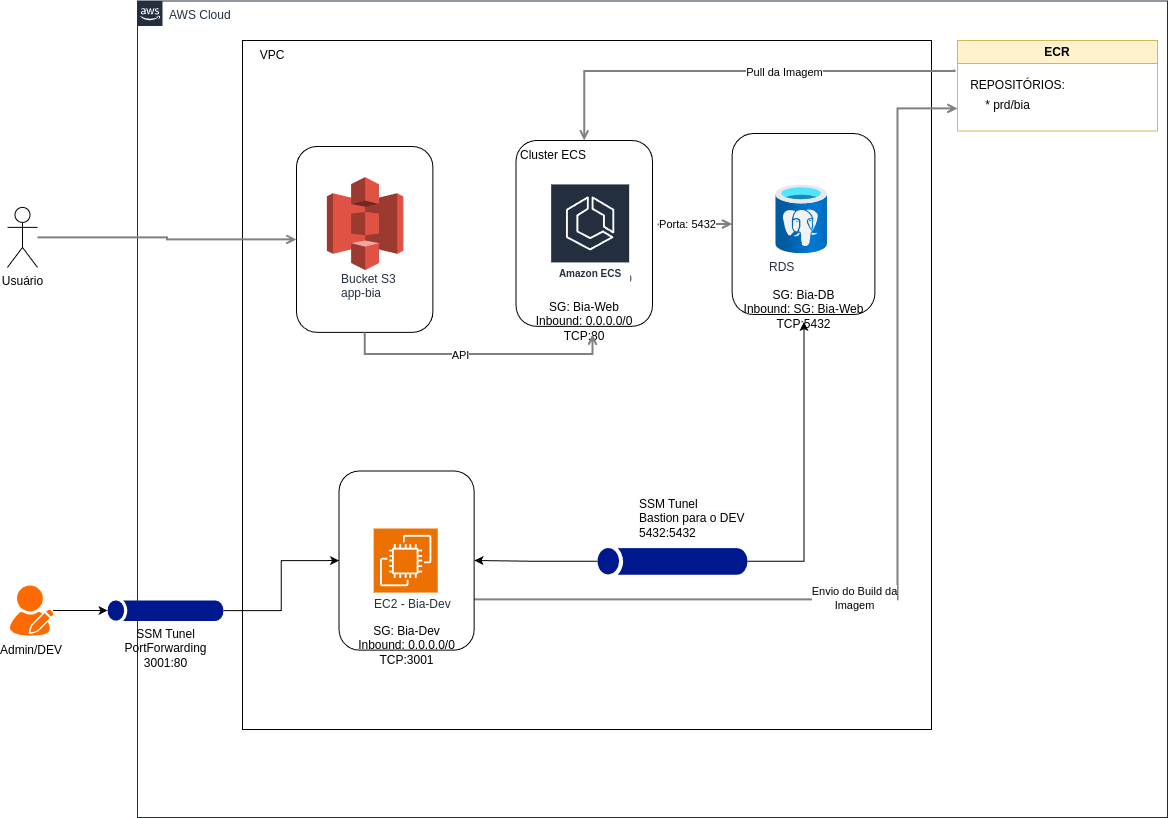 aws
AWS Cloud
VPC
ECR
REPOSITÓRIOS:
* prd/bia
Pull da Imagem
Cluster ECS
Amazon ECS
SG: Bia-Web
Inbound: 0.0.0.0/0
TCP:80
Porta: 5432
RDS
SG: Bia-DB
Inbound: SG: Bia-Web
TCP:5432
Bucket S3
app-bia
API
Usuário
SSM Tunel
Bastion para o DEV
5432:5432
EC2 - Bia-Dev
SG: Bia-Dev
Inbound: 0.0.0.0/0
TCP:3001
Envio do Build da
Imagem
Admin/DEV
SSM Tunel
PortForwarding
3001:80